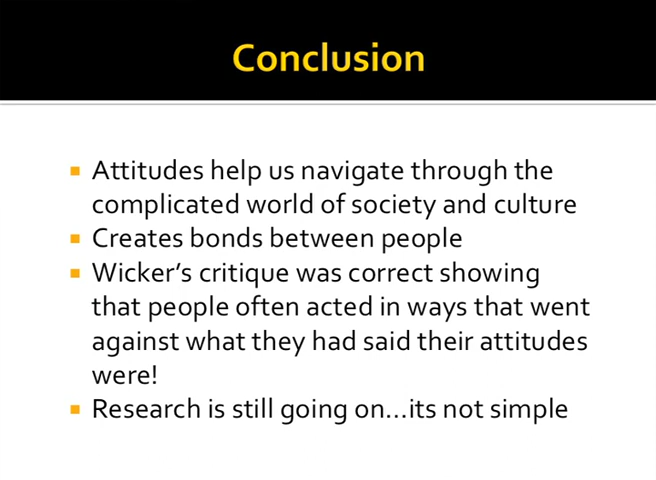 Conclusion
Attitudes help us navigate through the
complicated world of society and culture
Creates bonds between people
Wicker's critique was correct showing
that people often acted in ways that went
against what they had said their attitudes
were!
Research is still going on...its not simple